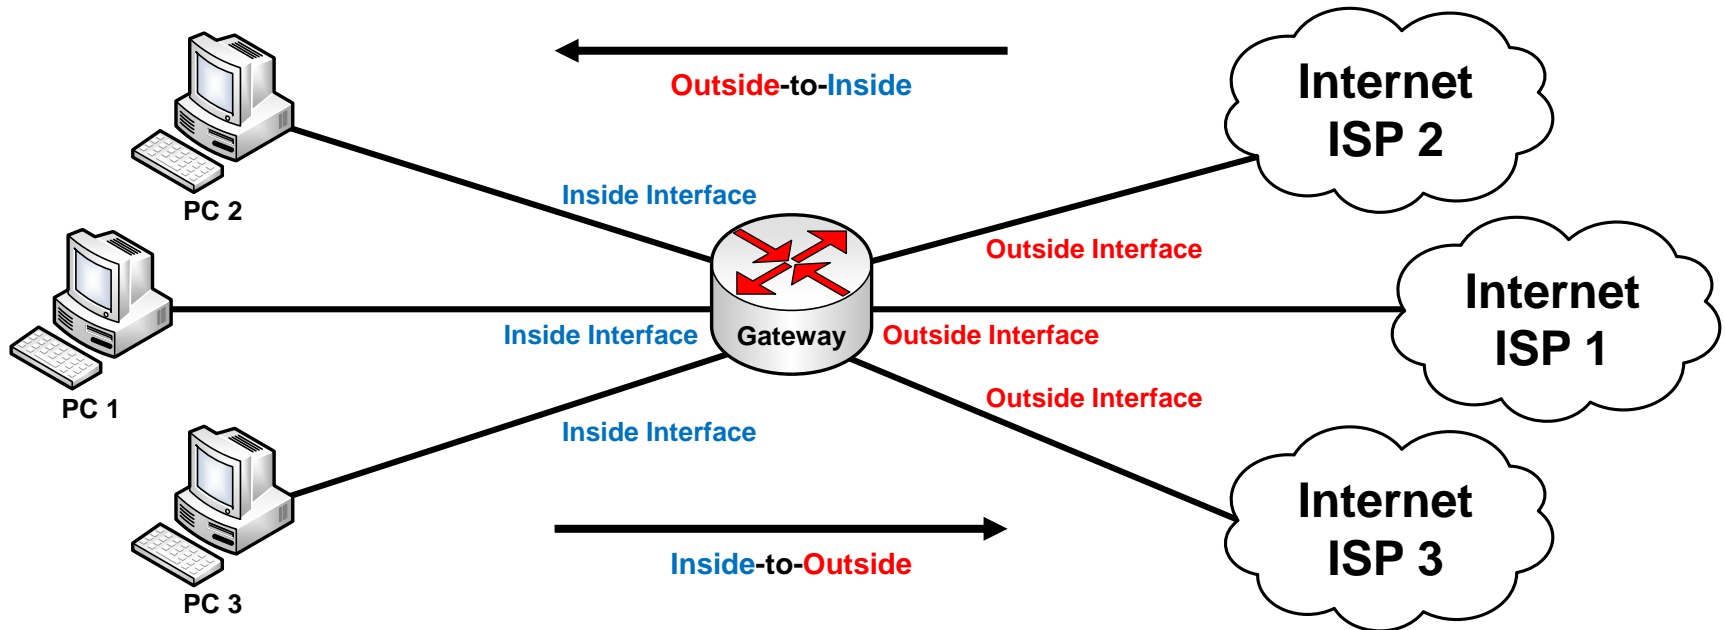 Outside-to-Inside
Internet
ISP 2
PC 2
Inside Interface
Outside Interface
Internet
ISP 1
Inside Interface
Gateway
Outside Interface
PC 1
Outside Interface
Inside Interface
Internet
ISP 3
Inside-to-Outside
PC 3